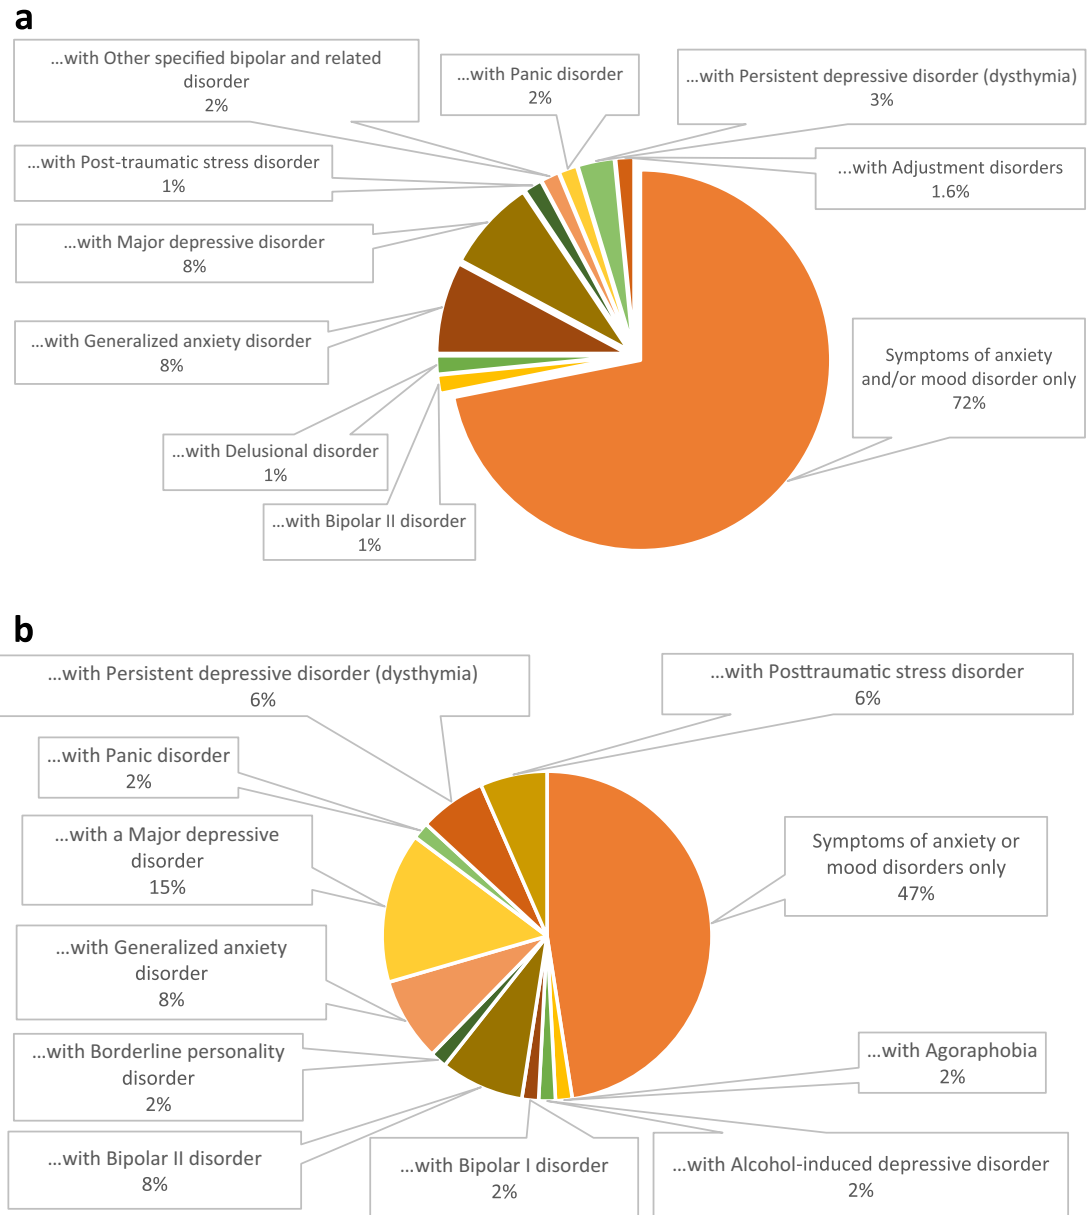 a
...with Other specified bipolar and related
disorder
2%
...with Panic disorder
2%
...with Persistent depressive disorder (dysthymia)
3%
...with Post-traumatic stress disorder
1%
...with Adjustment disorders
1.6%
...with Major depressive disorder
8%
...with Generalized anxiety disorder
8%
Symptoms of anxiety
and/or mood disorder only
72%
...with Delusional disorder
1%
...with Bipolar II disorder
1%
b
...with Persistent depressive disorder (dysthymia)
6%
...with Posttraumatic stress disorder
6%
...with Panic disorder
2%
...with a Major depressive
disorder
15%
Symptoms of anxiety or
mood disorders only
47%
...with Generalized anxiety
disorder
8%
...with Borderline personality
disorder
2%
...with Agoraphobia
2%
...with Bipolar II disorder
8%
...with Bipolar I disorder
2%
...with Alcohol-induced depressive disorder
2%